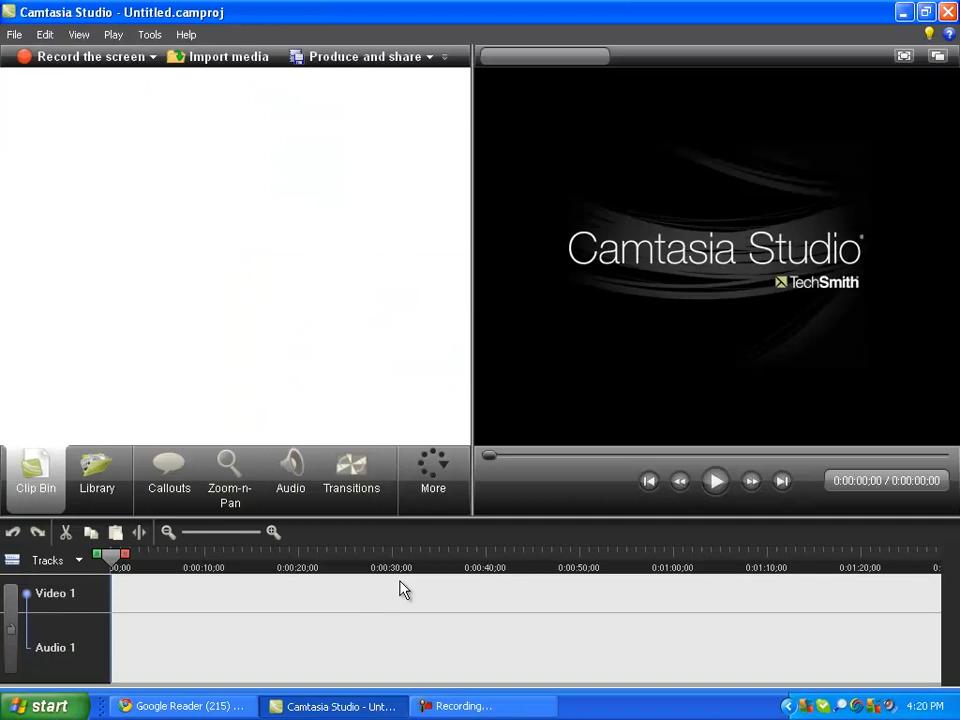 Camtasia Studio - Untitled.camproj
File Edit View Play Tools Help
Record the screen Import media Produce and share
Camtasia Studio
TechSmith
Clip Bin Library Callouts Zoom-n-Pan Audio Transitions More
0:00:00;00 / 0:00:00;00
Tracks 00;00 0:00:10;00 0:00:20;00 0:00:30;00 0:00:40;00 0:00:50;00 0:01:00;00 0:01:10;00 0:01:20;00 0:
Video 1
Audio 1
start Google Reader (215) ... Camtasia Studio - Unt... Recording... 4:20 PM